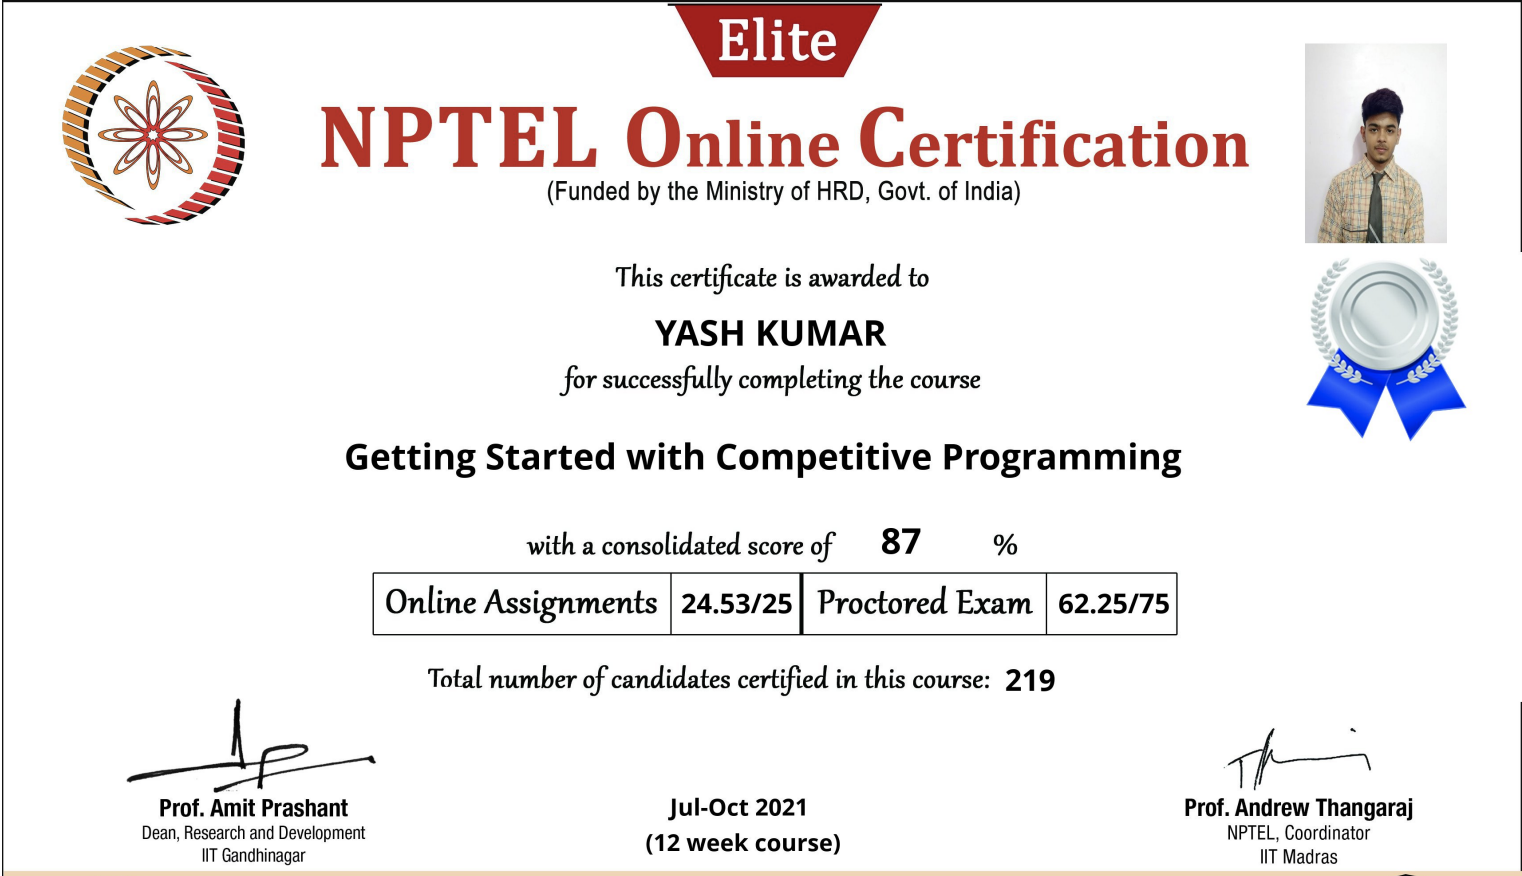 Elite
NPTEL Online Certification
(Funded by the Ministry of HRD, Govt. of India)
This certificate is awarded to
YASH KUMAR
for successfully completing the course
Getting Started with Competitive Programming
with a consolidated score of 87 %
Online Assignments 24.53/25 Proctored Exam 62.25/75
Total number of candidates certified in this course: 219
Prof. Amit Prashant
Dean, Research and Development
IIT Gandhinagar
Jul-Oct 2021
(12 week course)
Prof. Andrew Thangaraj
NPTEL, Coordinator
IIT Madras